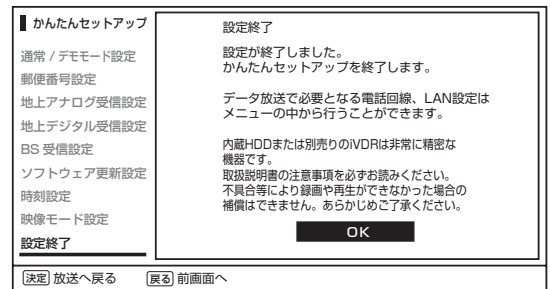 かんたんセットアップ
通常 / デモモード設定
郵便番号設定
地上アナログ受信設定
地上デジタル受信設定
BS 受信設定
ソフトウェア更新設定
時刻設定
映像モード設定
設定終了
設定終了
設定が終了しました。
かんたんセットアップを終了します。
データ放送で必要となる電話回線、LAN設定は
メニューの中から行うことができます。
内蔵HDDまたは別売りのiVDRは非常に精密な
機器です。
取扱説明書の注意事項を必ずお読みください。
不具合等により録画や再生ができなかった場合の
補償はできません。あらかじめご了承ください。
OK
決定 放送へ戻る 戻る 前画面へ